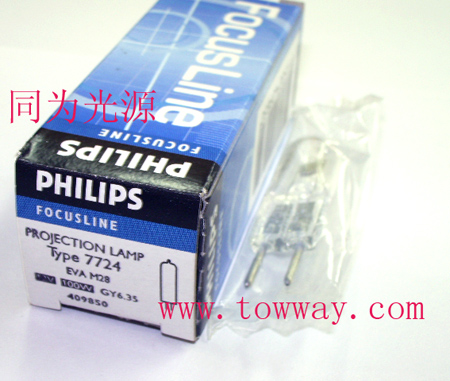 FocusLine
同为光源
PHILIPS
FOCUSLINE
PHILIPS
FOCUSLINE
PROJECTION LAMP
Type 7724
EVA M28
100W GY6.35
409850
www.towway.com